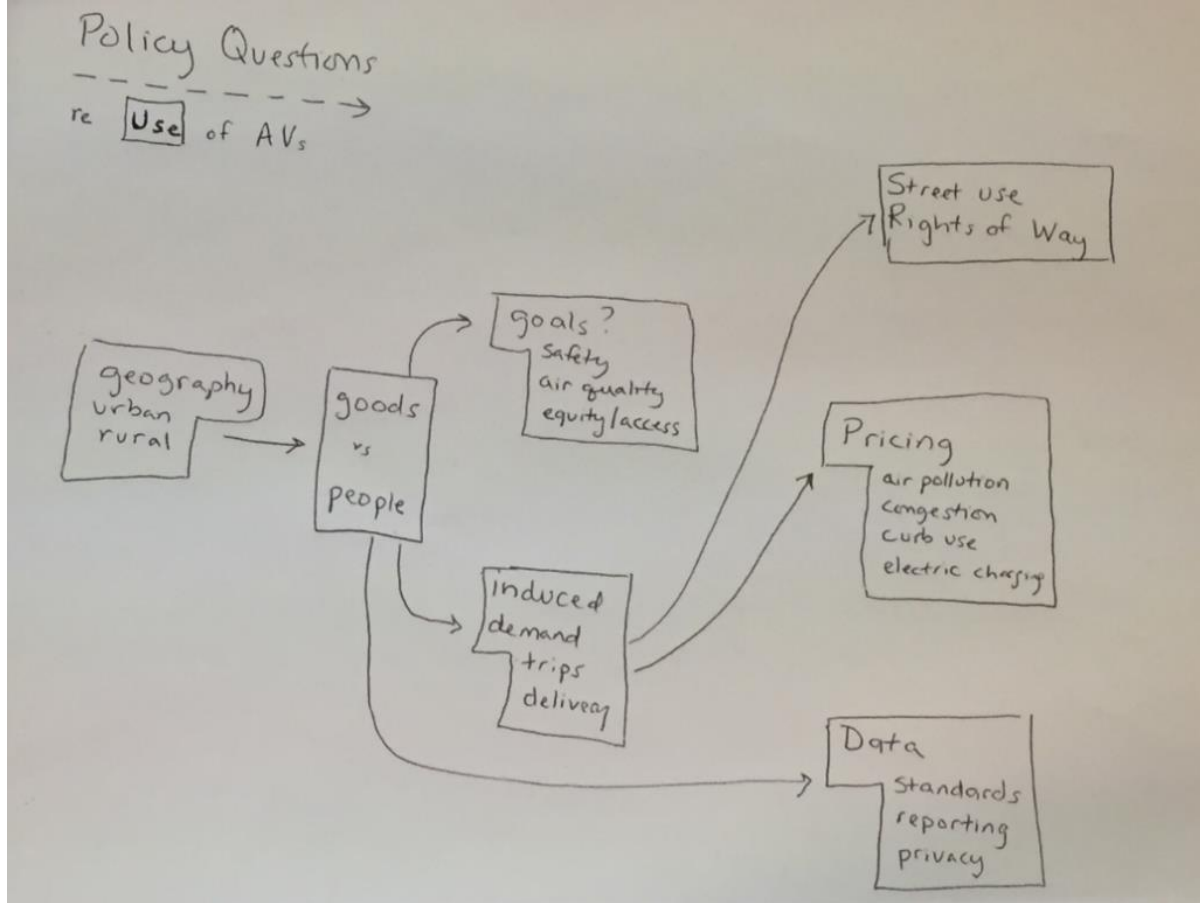 Policy Questions
re Use of AVs
geography
urban
rural
goods
vs
people
goals?
safety
air quality
equity/access
induced
demand
trips
delivery
Street use
Rights of Way
Pricing
air pollution
congestion
curb use
electric charging
Data
standards
reporting
privacy